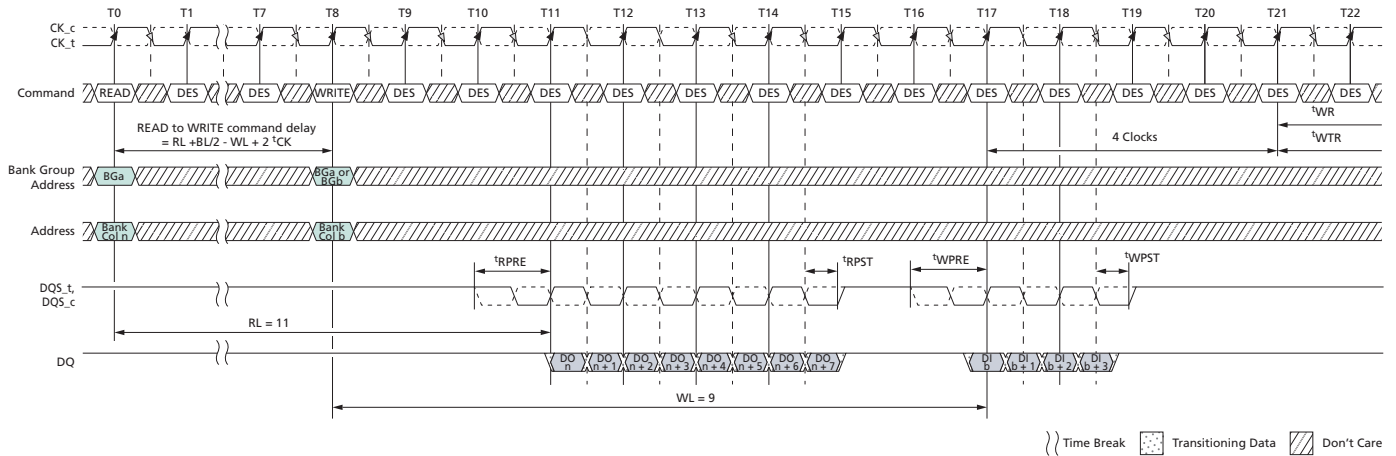 T0 T1 T7 T8 T9 T10 T11 T12 T13 T14 T15 T16 T17 T18 T19 T20 T21 T22
CK_c
CK_t
Command READ DES DES WRITE DES DES DES DES DES DES DES DES DES DES DES DES DES DES
tWR
READ to WRITE command delay
= RL +BL/2 - WL + 2 tCK
4 Clocks
tWTR
Bank Group
Address
BGa
BGa or
BGb
Address
Bank
Col n
Bank
Col b
tRPRE
tRPST
tWPRE
tWPST
DQS_t,
DQS_c
RL = 11
DQ
DO
n
DO
n + 1
DO
n + 2
DO
n + 3
DO
n + 4
DO
n + 5
DO
n + 6
DO
n + 7
DI
b
DI
b + 1
DI
b + 2
DI
b + 3
WL = 9
Time Break Transitioning Data Don't Care